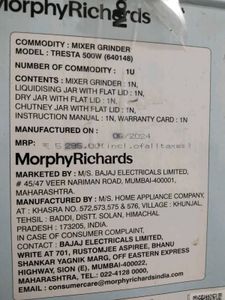 MorphyRichards
COMMODITY : MIXER GRINDER
MODEL : TRESTA 500W (640148)
NUMBER OF COMMODITY : 1U
CONTENTS : MIXER GRINDER : 1N,
LIQUIDISING JAR WITH FLAT LID : 1N,
DRY JAR WITH FLAT LID : 1N,
CHUTNEY JAR WITH FLAT LID : 1N,
INSTRUCTION MANUAL : 1N, WARRANTY CARD : 1N
MANUFACTURED ON : 06/2024
MRP: 5,295.00(incl.ofalltaxes)
MorphyRichards
MARKETED BY : M/S. BAJAJ ELECTRICALS LIMITED,
# 45/47 VEER NARIMAN ROAD, MUMBAI-400001,
MAHARASHTRA,
MANUFACTURED BY : M/S. HOME APPLIANCE COMPANY,
AT : KHASRA NO. 572,573,575 & 576, VILLAGE : KHUNJAL,
TEHSIL : BADDI, DISTT. SOLAN, HIMACHAL
PRADESH : 173205, INDIA.
IN CASE OF CONSUMER COMPLAINT,
CONTACT : BAJAJ ELECTRICALS LIMITED,
WRITE AT 701, RUSTOMJEE ASPIREE, BHANU
SHANKAR YAGNIK MARG, OFF EASTERN EXPRESS
HIGHWAY, SION (E), MUMBAI-400022,
MAHARASHTRA, TEL.: 022-4128 0000,
EMAIL : consumercare@morphyrichardsindia.com